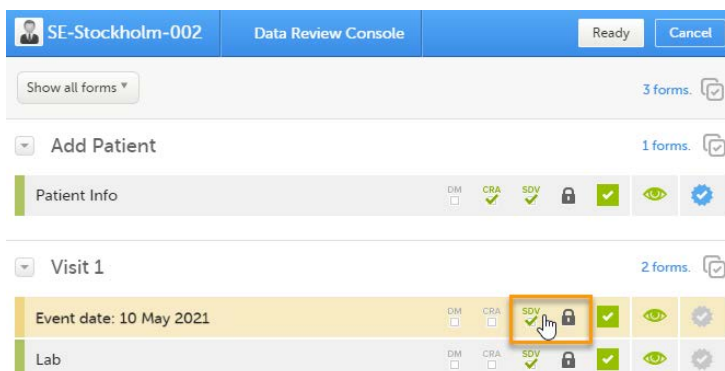 SE-Stockholm-002 Data Review Console Ready Cancel
Show all forms 3 forms.
Add Patient 1 forms.
Patient Info DM CRA SDV
Visit 1 2 forms.
Event date: 10 May 2021 DM CRA SDV
Lab DM CRA SDV